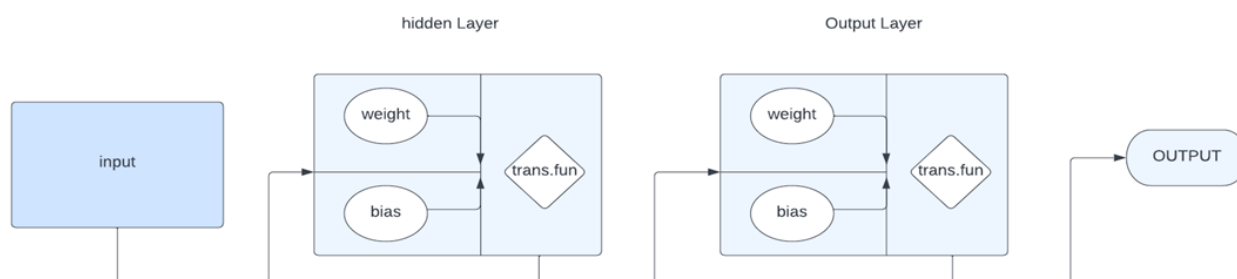 hidden Layer
Output Layer
input
weight
bias
trans.fun
weight
bias
trans.fun
OUTPUT